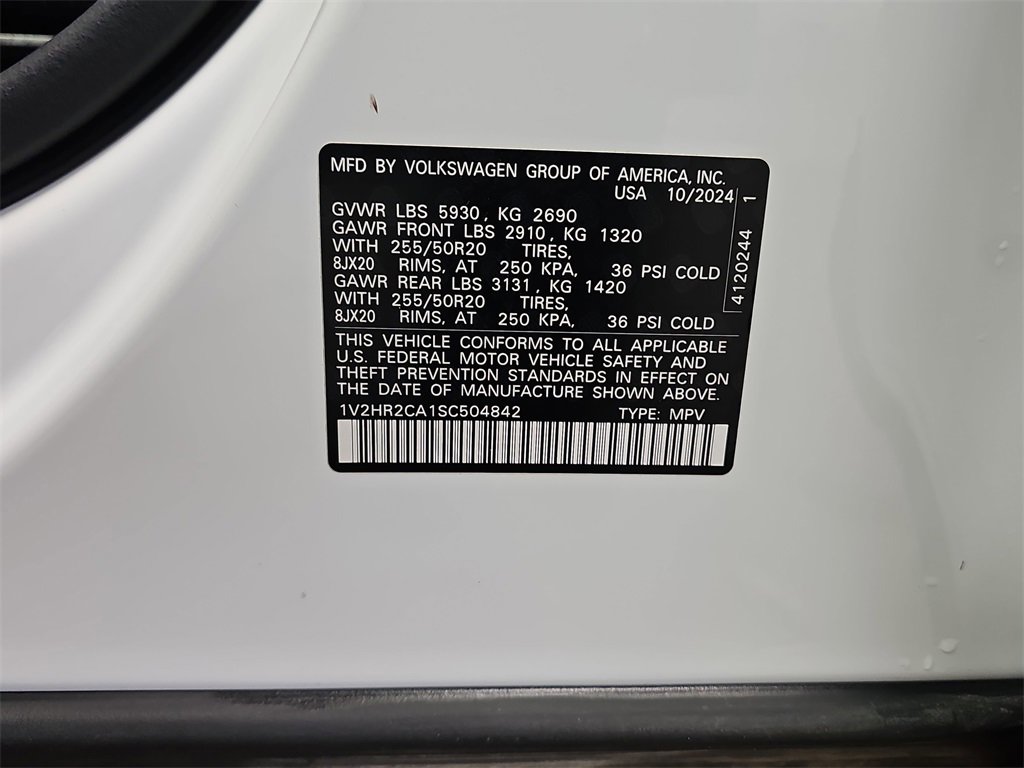 MFD BY VOLKSWAGEN GROUP OF AMERICA, INC.
USA 10/2024
GVWR LBS 5930, KG 2690
GAWR FRONT LBS 2910, KG 1320
WITH 255/50R20 TIRES,
8JX20 RIMS, AT 250 KPA, 36 PSI COLD
GAWR REAR LBS 3131, KG 1420
WITH 255/50R20 TIRES,
8JX20 RIMS, AT 250 KPA, 36 PSI COLD
4120244 1
THIS VEHICLE CONFORMS TO ALL APPLICABLE
U.S. FEDERAL MOTOR VEHICLE SAFETY AND
THEFT PREVENTION STANDARDS IN EFFECT ON
THE DATE OF MANUFACTURE SHOWN ABOVE.
1V2HR2CA1SC504842 TYPE: MPV